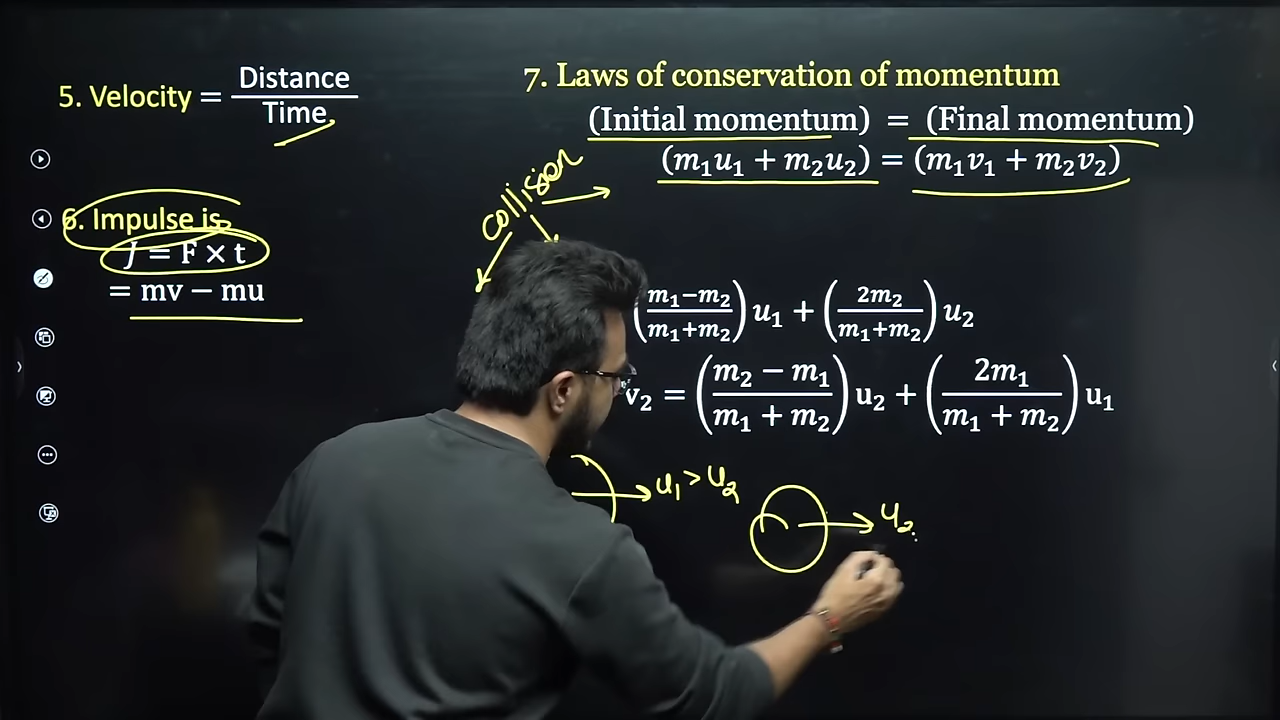 5. Velocity = Distance / Time
6. Impulse is
J = F × t
= mv − mu
7. Laws of conservation of momentum
(Initial momentum) = (Final momentum)
(m₁u₁ + m₂u₂) = (m₁v₁ + m₂v₂)
collision
((m₁−m₂)/(m₁+m₂)) u₁ + (2m₂/(m₁+m₂)) u₂
v₂ = ((m₂ − m₁)/(m₁ + m₂)) u₂ + (2m₁/(m₁ + m₂)) u₁
u₁ > u₂
u₂